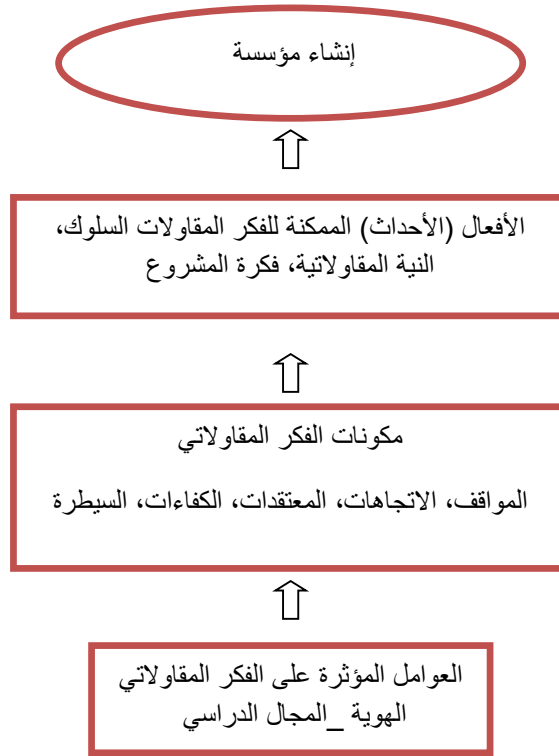 إنشاء مؤسسة
الأفعال (الأحداث) الممكنة للفكر المقاولات السلوك،
النية المقاولاتية، فكرة المشروع
مكونات الفكر المقاولاتي
المواقف، الاتجاهات، المعتقدات، الكفاءات، السيطرة
العوامل المؤثرة على الفكر المقاولاتي
الهوية _المجال الدراسي